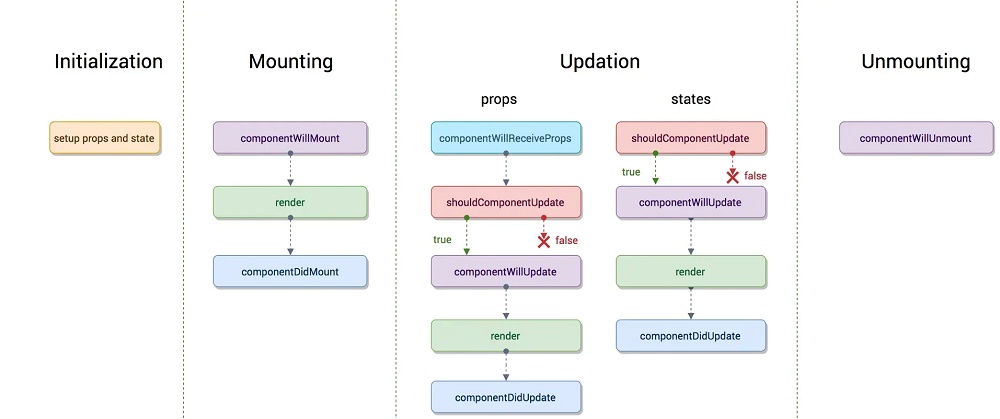 Initialization
setup props and state
Mounting
componentWillMount
render
componentDidMount
Updation
props
componentWillReceiveProps
shouldComponentUpdate
true
false
componentWillUpdate
render
componentDidUpdate
states
shouldComponentUpdate
true
false
componentWillUpdate
render
componentDidUpdate
Unmounting
componentWillUnmount